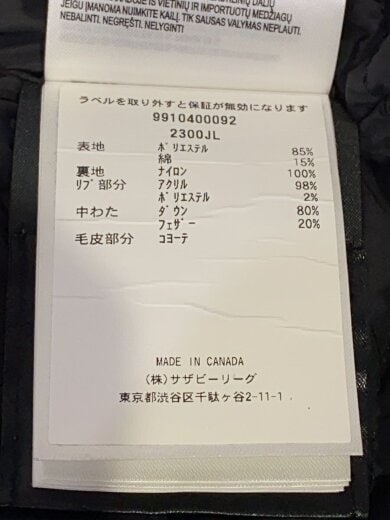 JEIGU ĮMANOMA NUIMKITE KAILĮ. TIK SAUSAS VALYMAS NEPLAUTI.
NEBALINTI. NEGRĘŠTI. NELYGINTI
ラベルを取り外すと保証が無効になります
9910400092
2300JL
表地 ﾎﾟﾘｴｽﾃﾙ 85%
綿 15%
裏地 ﾅｲﾛﾝ 100%
ﾘﾌﾞ部分 ｱｸﾘﾙ 98%
ﾎﾟﾘｴｽﾃﾙ 2%
中わた ﾀﾞｳﾝ 80%
ﾌｪｻﾞｰ 20%
毛皮部分 ｺﾖｰﾃ
MADE IN CANADA
(株)サザビーリーグ
東京都渋谷区千駄ヶ谷2-11-1